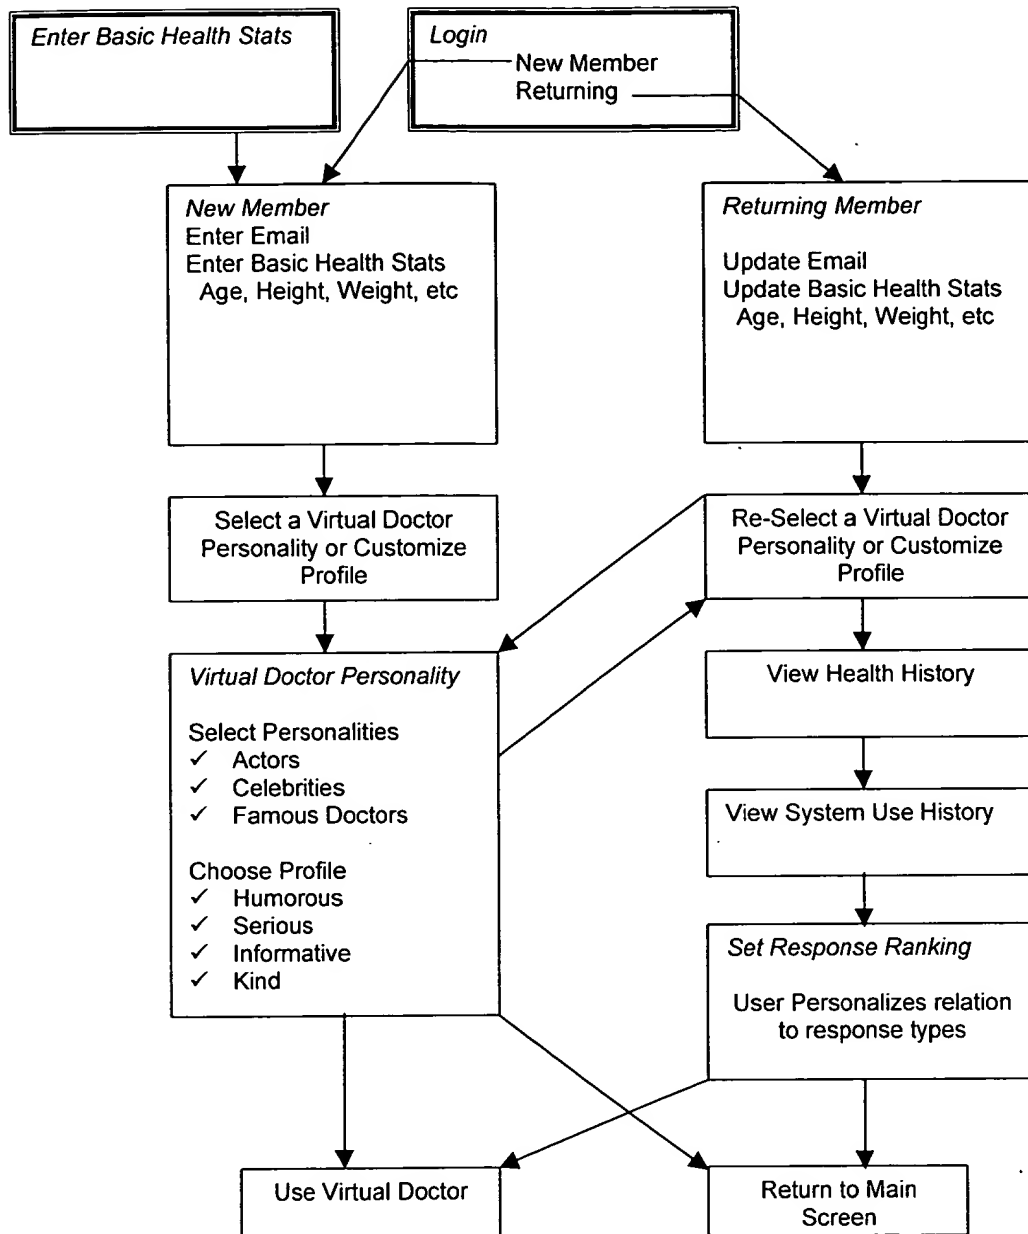 Enter Basic Health Stats
Login
New Member
Returning
New Member
Enter Email
Enter Basic Health Stats
Age, Height, Weight, etc
Returning Member
Update Email
Update Basic Health Stats
Age, Height, Weight, etc
Select a Virtual Doctor
Personality or Customize
Profile
Re-Select a Virtual Doctor
Personality or Customize
Profile
Virtual Doctor Personality
Select Personalities
✓ Actors
✓ Celebrities
✓ Famous Doctors
Choose Profile
✓ Humorous
✓ Serious
✓ Informative
✓ Kind
View Health History
View System Use History
Set Response Ranking
User Personalizes relation
to response types
Use Virtual Doctor
Return to Main
Screen